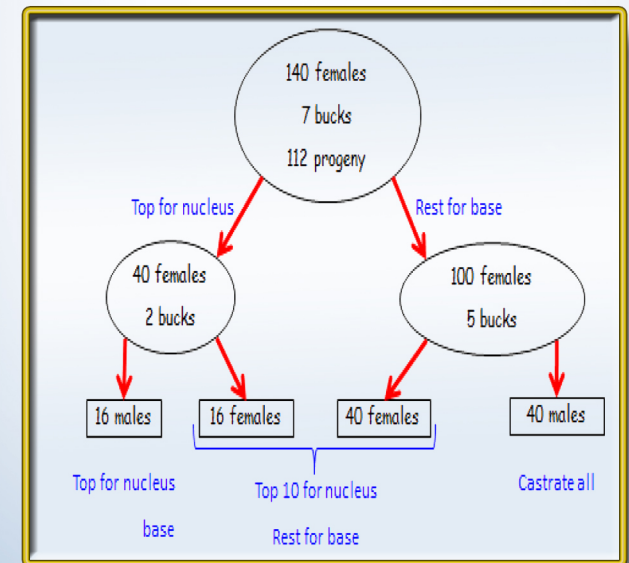 140 females
7 bucks
112 progeny
Top for nucleus
Rest for base
40 females
2 bucks
100 females
5 bucks
16 males
16 females
40 females
40 males
Top for nucleus
base
Top 10 for nucleus
Rest for base
Castrate all